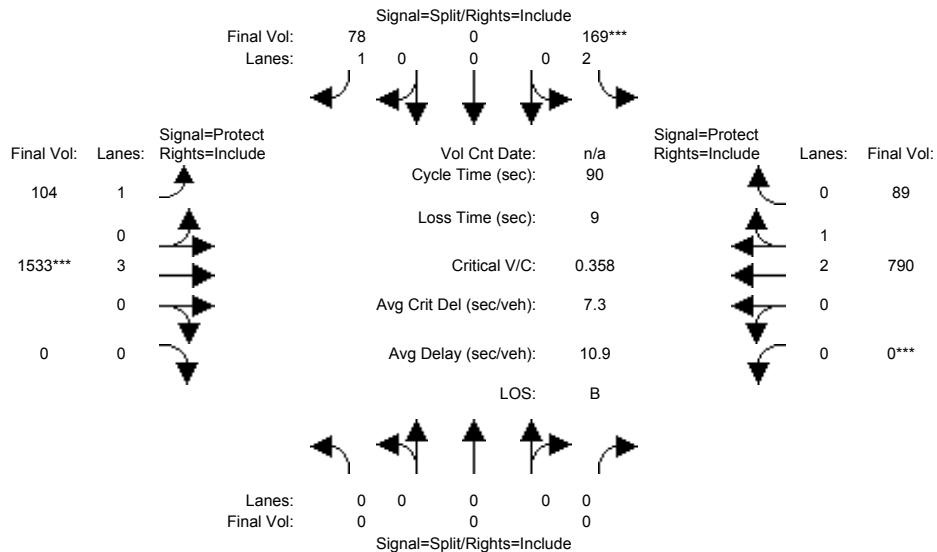 Signal=Split/Rights=Include
Final Vol: 78 0 169***
Lanes: 1 0 0 0 2
Signal=Protect Signal=Protect
Final Vol: Lanes: Rights=Include Vol Cnt Date: n/a Rights=Include Lanes: Final Vol:
Cycle Time (sec): 90
104 1 0 89
Loss Time (sec): 9
0 1
1533*** 3 Critical V/C: 0.358 2 790
0 Avg Crit Del (sec/veh): 7.3 0
0 0 Avg Delay (sec/veh): 10.9 0 0***
LOS: B
Lanes: 0 0 0 0 0
Final Vol: 0 0 0
Signal=Split/Rights=Include